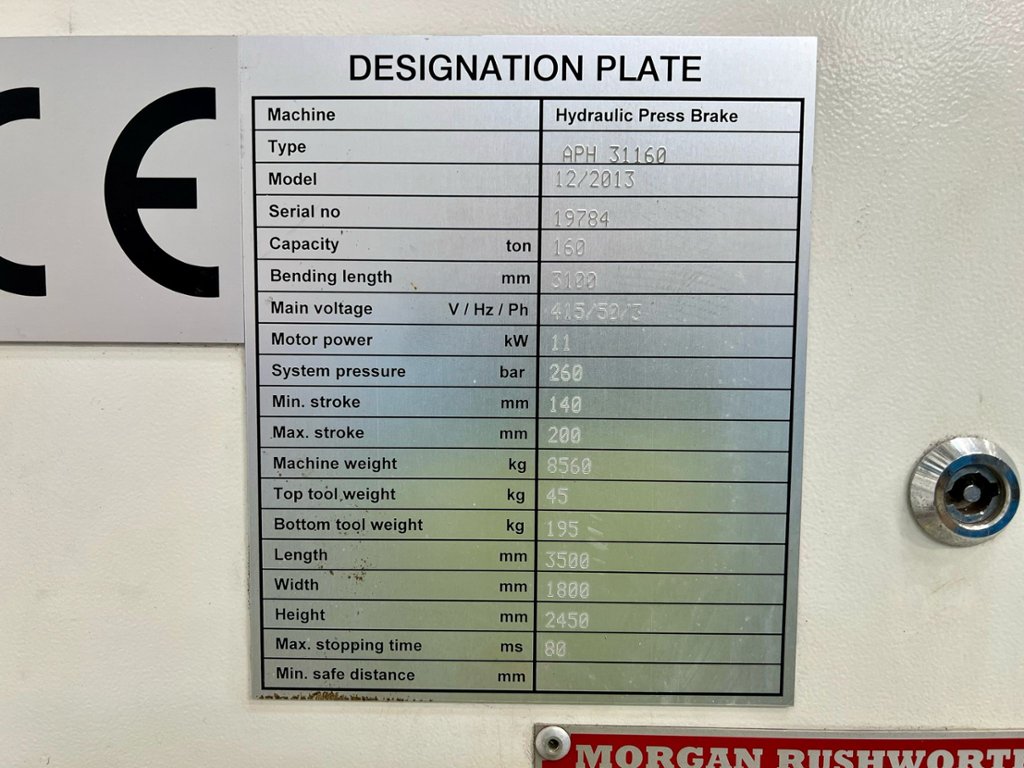 CE
DESIGNATION PLATE
Machine Hydraulic Press Brake
Type APH 31160
Model 12/2013
Serial no 19784
Capacity ton 160
Bending length mm 3100
Main voltage V / Hz / Ph 415/50/3
Motor power kW 11
System pressure bar 260
Min. stroke mm 140
Max. stroke mm 200
Machine weight kg 8560
Top tool weight kg 45
Bottom tool weight kg 195
Length mm 3500
Width mm 1800
Height mm 2450
Max. stopping time ms 80
Min. safe distance mm
MORGAN RUSHWORTH